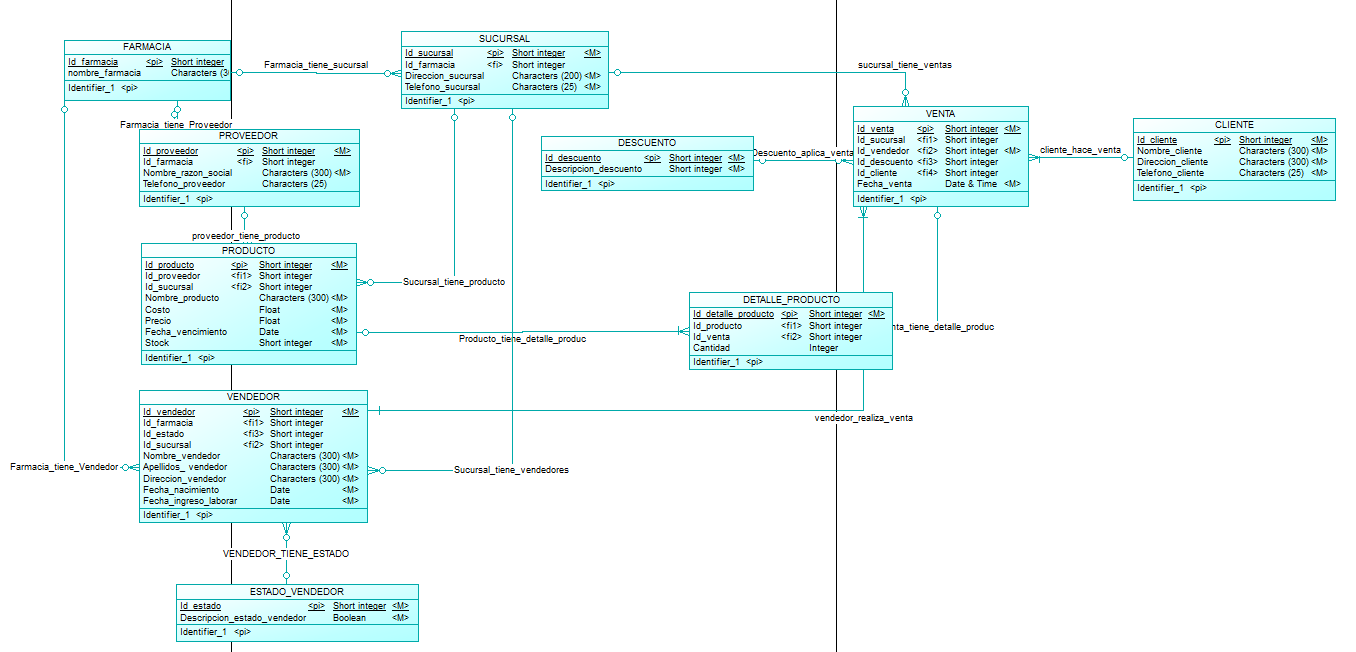 FARMACIA
Id_farmacia <pi> Short integer
nombre_farmacia Characters (30
Identifier_1 <pi>
Farmacia_tiene_sucursal
SUCURSAL
Id_sucursal <pi> Short integer <M>
Id_farmacia <fi> Short integer
Direccion_sucursal Characters (200) <M>
Telefono_sucursal Characters (25) <M>
Identifier_1 <pi>
sucursal_tiene_ventas
Farmacia_tiene_Proveedor
PROVEEDOR
Id_proveedor <pi> Short integer <M>
Id_farmacia <fi> Short integer
Nombre_razon_social Characters (300) <M>
Telefono_proveedor Characters (25)
Identifier_1 <pi>
DESCUENTO
Id_descuento <pi> Short integer <M>
Descripcion_descuento Short integer <M>
Identifier_1 <pi>
Descuento_aplica_venta
VENTA
Id_venta <pi> Short integer <M>
Id_sucursal <fi1> Short integer
Id_vendedor <fi2> Short integer <M>
Id_descuento <fi3> Short integer
Id_cliente <fi4> Short integer
Fecha_venta Date & Time <M>
Identifier_1 <pi>
cliente_hace_venta
CLIENTE
Id_cliente <pi> Short integer <M>
Nombre_cliente Characters (300) <M>
Direccion_cliente Characters (300) <M>
Telefono_cliente Characters (25) <M>
Identifier_1 <pi>
proveedor_tiene_producto
PRODUCTO
Id_producto <pi> Short integer <M>
Id_proveedor <fi1> Short integer
Id_sucursal <fi2> Short integer
Nombre_producto Characters (300) <M>
Costo Float <M>
Precio Float <M>
Fecha_vencimiento Date <M>
Stock Short integer <M>
Identifier_1 <pi>
Sucursal_tiene_producto
Producto_tiene_detalle_produc
DETALLE_PRODUCTO
Id_detalle_producto <pi> Short integer <M>
Id_producto <fi1> Short integer
Id_venta <fi2> Short integer
Cantidad Integer
Identifier_1 <pi>
nta_tiene_detalle_produc
VENDEDOR
Id_vendedor <pi> Short integer <M>
Id_farmacia <fi1> Short integer
Id_estado <fi3> Short integer
Id_sucursal <fi2> Short integer
Nombre_vendedor Characters (300) <M>
Apellidos_ vendedor Characters (300) <M>
Direccion_vendedor Characters (300) <M>
Fecha_nacimiento Date <M>
Fecha_ingreso_laborar Date <M>
Identifier_1 <pi>
vendedor_realiza_venta
Farmacia_tiene_Vendedor
Sucursal_tiene_vendedores
VENDEDOR_TIENE_ESTADO
ESTADO_VENDEDOR
Id_estado <pi> Short integer <M>
Descripcion_estado_vendedor Boolean <M>
Identifier_1 <pi>